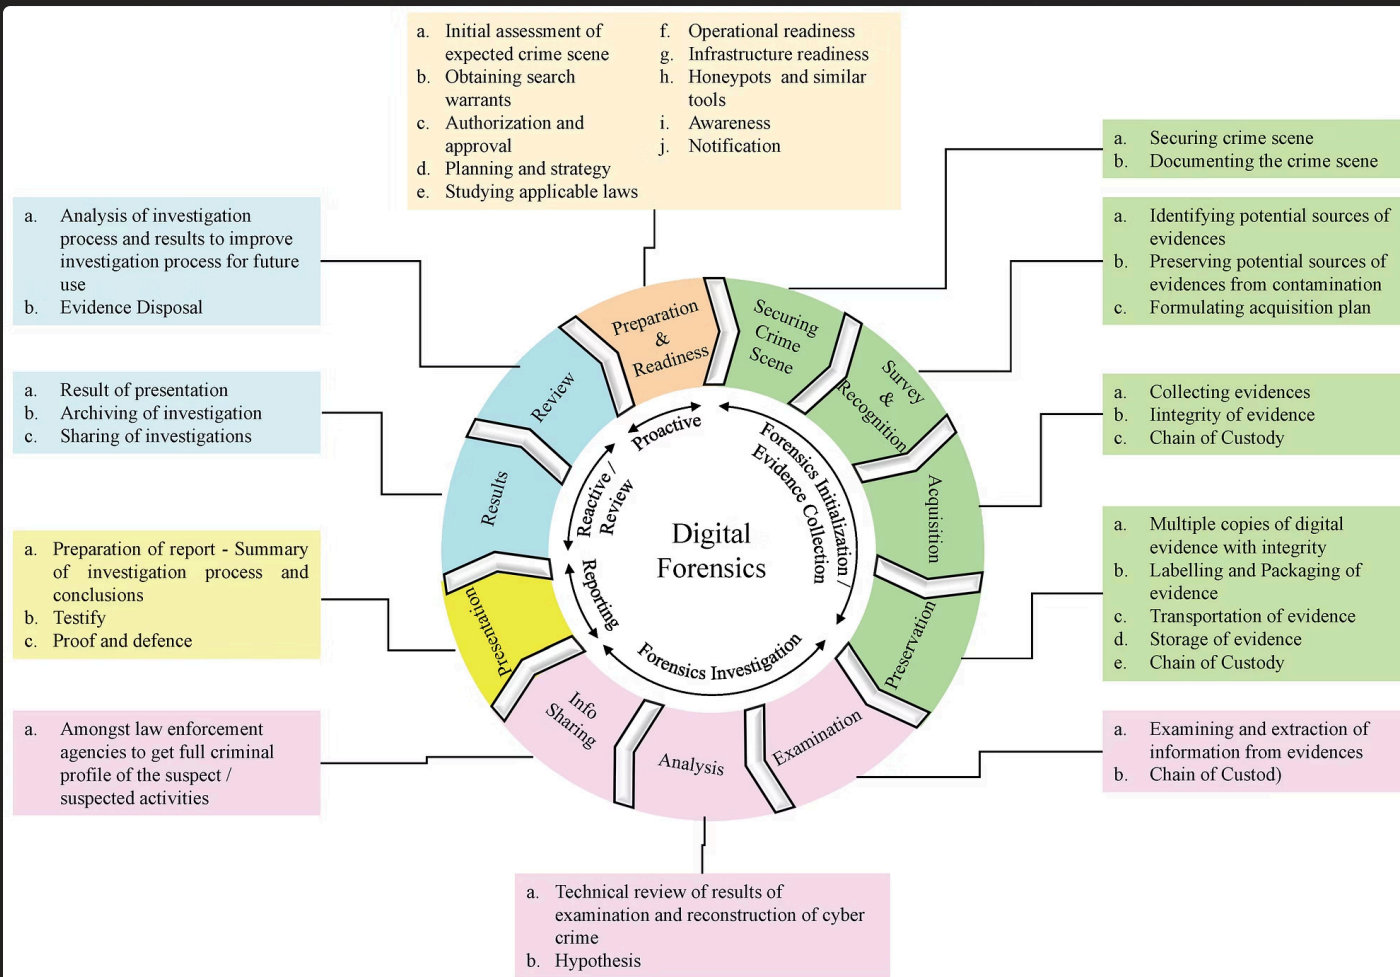 a. Initial assessment of
expected crime scene
b. Obtaining search
warrants
c. Authorization and
approval
d. Planning and strategy
e. Studying applicable laws
f. Operational readiness
g. Infrastructure readiness
h. Honeypots and similar
tools
i. Awareness
j. Notification
a. Securing crime scene
b. Documenting the crime scene
a. Identifying potential sources of
evidences
b. Preserving potential sources of
evidences from contamination
c. Formulating acquisition plan
a. Collecting evidences
b. Iintegrity of evidence
c. Chain of Custody
a. Multiple copies of digital
evidence with integrity
b. Labelling and Packaging of
evidence
c. Transportation of evidence
d. Storage of evidence
e. Chain of Custody
a. Examining and extraction of
information from evidences
b. Chain of Custod)
a. Technical review of results of
examination and reconstruction of cyber
crime
b. Hypothesis
a. Amongst law enforcement
agencies to get full criminal
profile of the suspect /
suspected activities
a. Preparation of report - Summary
of investigation process and
conclusions
b. Testify
c. Proof and defence
a. Result of presentation
b. Archiving of investigation
c. Sharing of investigations
a. Analysis of investigation
process and results to improve
investigation process for future
use
b. Evidence Disposal
Preparation
&
Readiness
Securing
Crime
Scene
Survey
&
Recognition
Acquisition
Preservation
Examination
Analysis
Info
Sharing
Presentation
Results
Review
Proactive
Forensics Initialization /
Evidence Collection
Forensics Investigation
Reporting
Reactive /
Review
Digital
Forensics